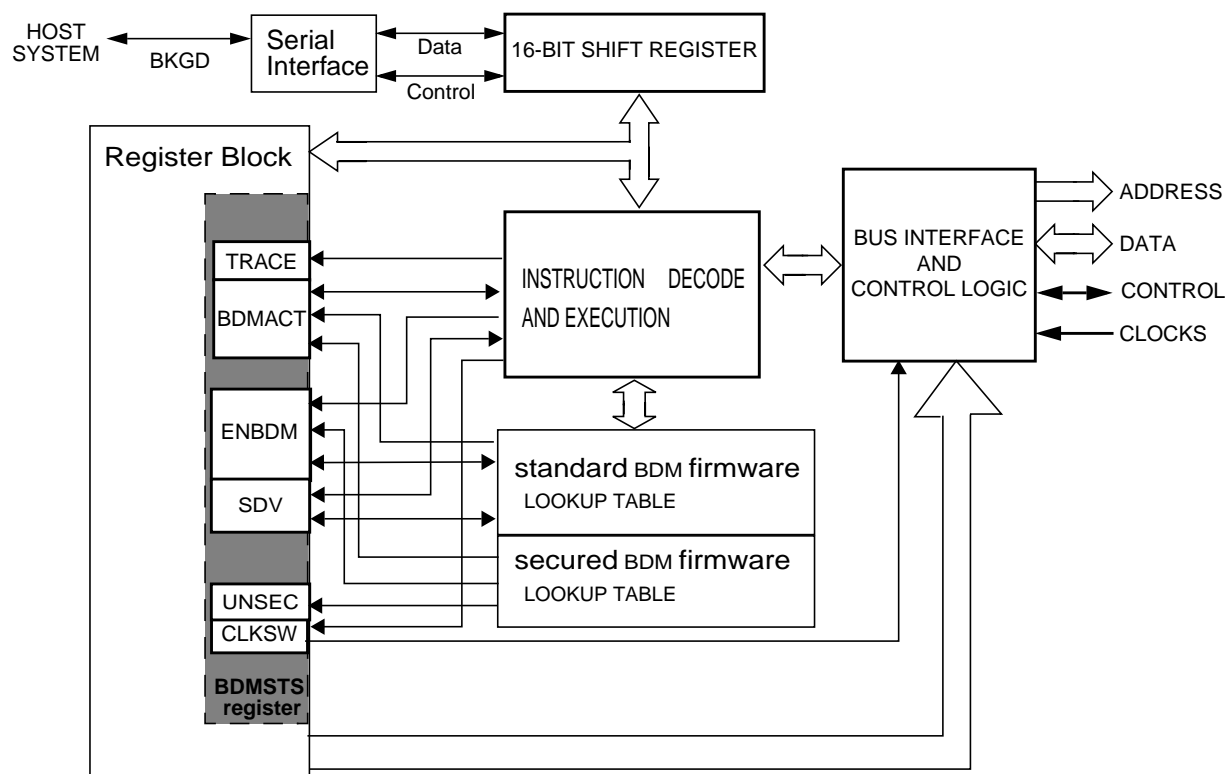 HOST
SYSTEM
BKGD
Serial
Interface
Data
Control
16-BIT SHIFT REGISTER
Register Block
TRACE
BDMACT
ENBDM
SDV
UNSEC
CLKSW
BDMSTS
register
INSTRUCTION DECODE
AND EXECUTION
standard BDM firmware
LOOKUP TABLE
secured BDM firmware
LOOKUP TABLE
BUS INTERFACE
AND
CONTROL LOGIC
ADDRESS
DATA
CONTROL
CLOCKS